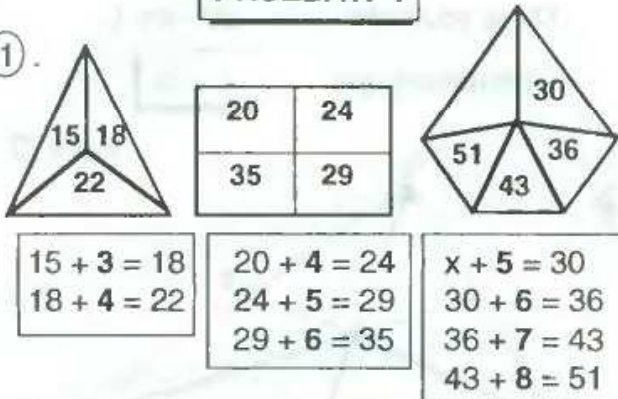 1.
15 18
22
20 24
35 29
30
51 36
43
15 + 3 = 18
18 + 4 = 22
20 + 4 = 24
24 + 5 = 29
29 + 6 = 35
x + 5 = 30
30 + 6 = 36
36 + 7 = 43
43 + 8 = 51